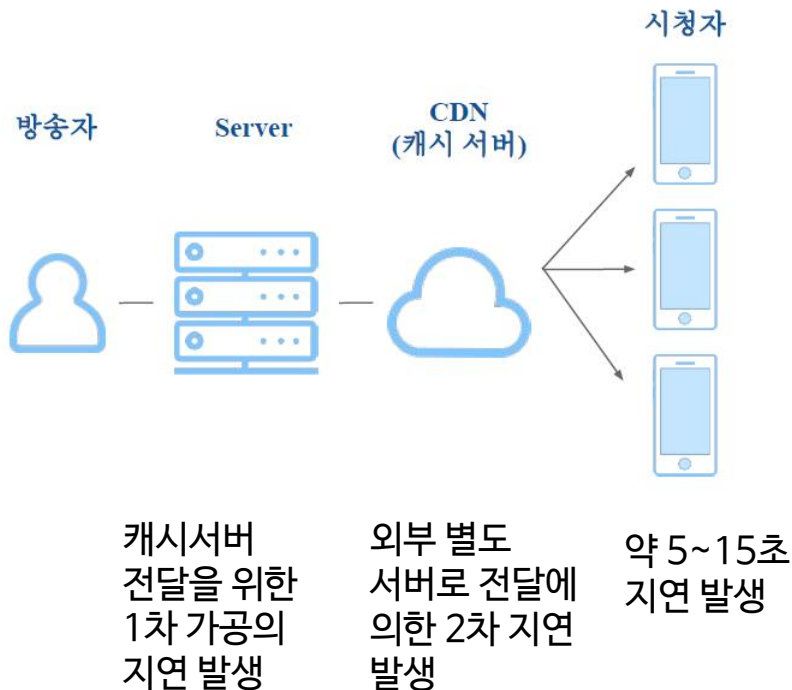 시청자
방송자
Server
CDN
(캐시 서버)
캐시서버
전달을 위한
1차 가공의
지연 발생
외부 별도
서버로 전달에
의한 2차 지연
발생
약 5~15초
지연 발생